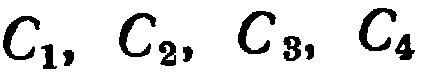 C₁, C₂, C₃, C₄